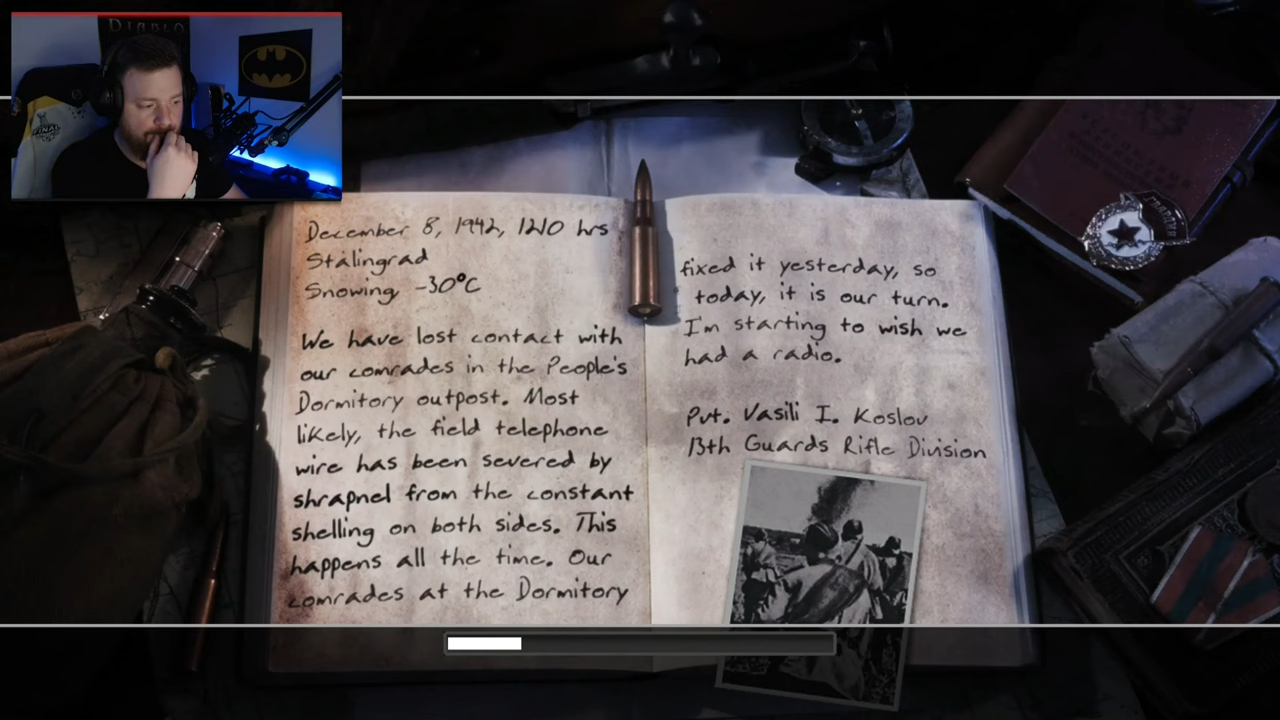 DIABLO
FINAL
December 8, 1942, 1210 hrs
Stalingrad
Snowing -30°C
We have lost contact with
our comrades in the People's
Dormitory outpost. Most
likely, the field telephone
wire has been severed by
shrapnel from the constant
shelling on both sides. This
happens all the time. Our
comrades at the Dormitory
fixed it yesterday, so
today, it is our turn.
I'm starting to wish we
had a radio.
Pvt. Vasili I. Koslov
13th Guards Rifle Division